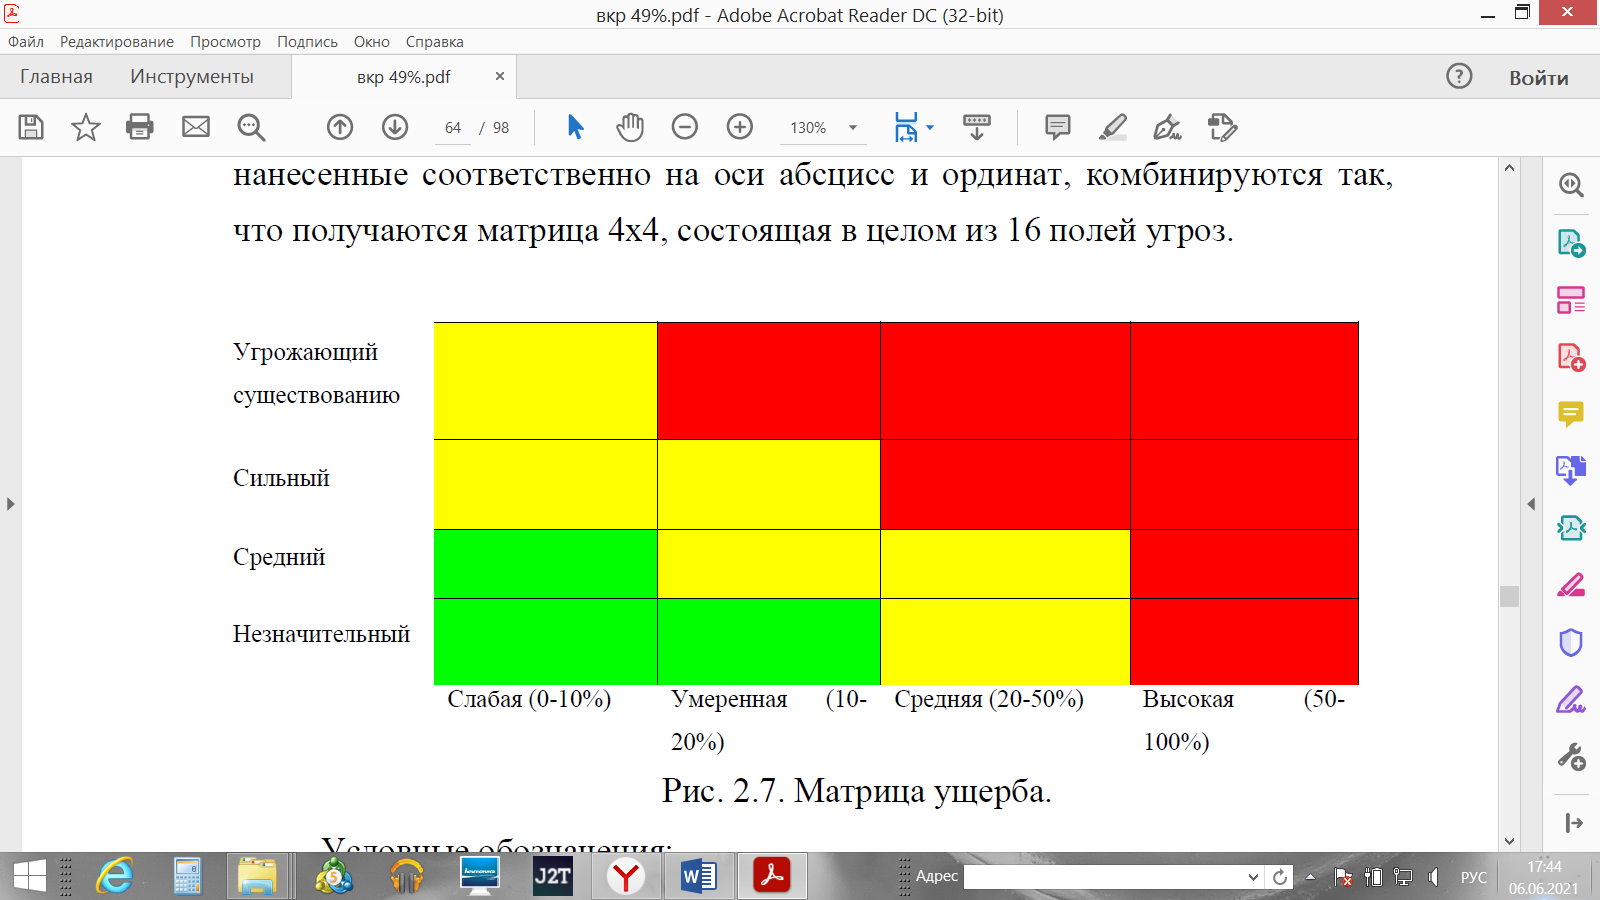 вкр 49%.pdf - Adobe Acrobat Reader DC (32-bit)
Файл Редактирование Просмотр Подпись Окно Справка
Главная Инструменты вкр 49%.pdf Войти
64 / 98 130%
нанесенные соответственно на оси абсцисс и ординат, комбинируются так,
что получаются матрица 4х4, состоящая в целом из 16 полей угроз.
Угрожающий
существованию
Сильный
Средний
Незначительный
Слабая (0-10%) Умеренная (10- Средняя (20-50%) Высокая (50-
20%) 100%)
Рис. 2.7. Матрица ущерба.
Условные обозначения:
J2T
Адрес
РУС
17:44
06.06.2021